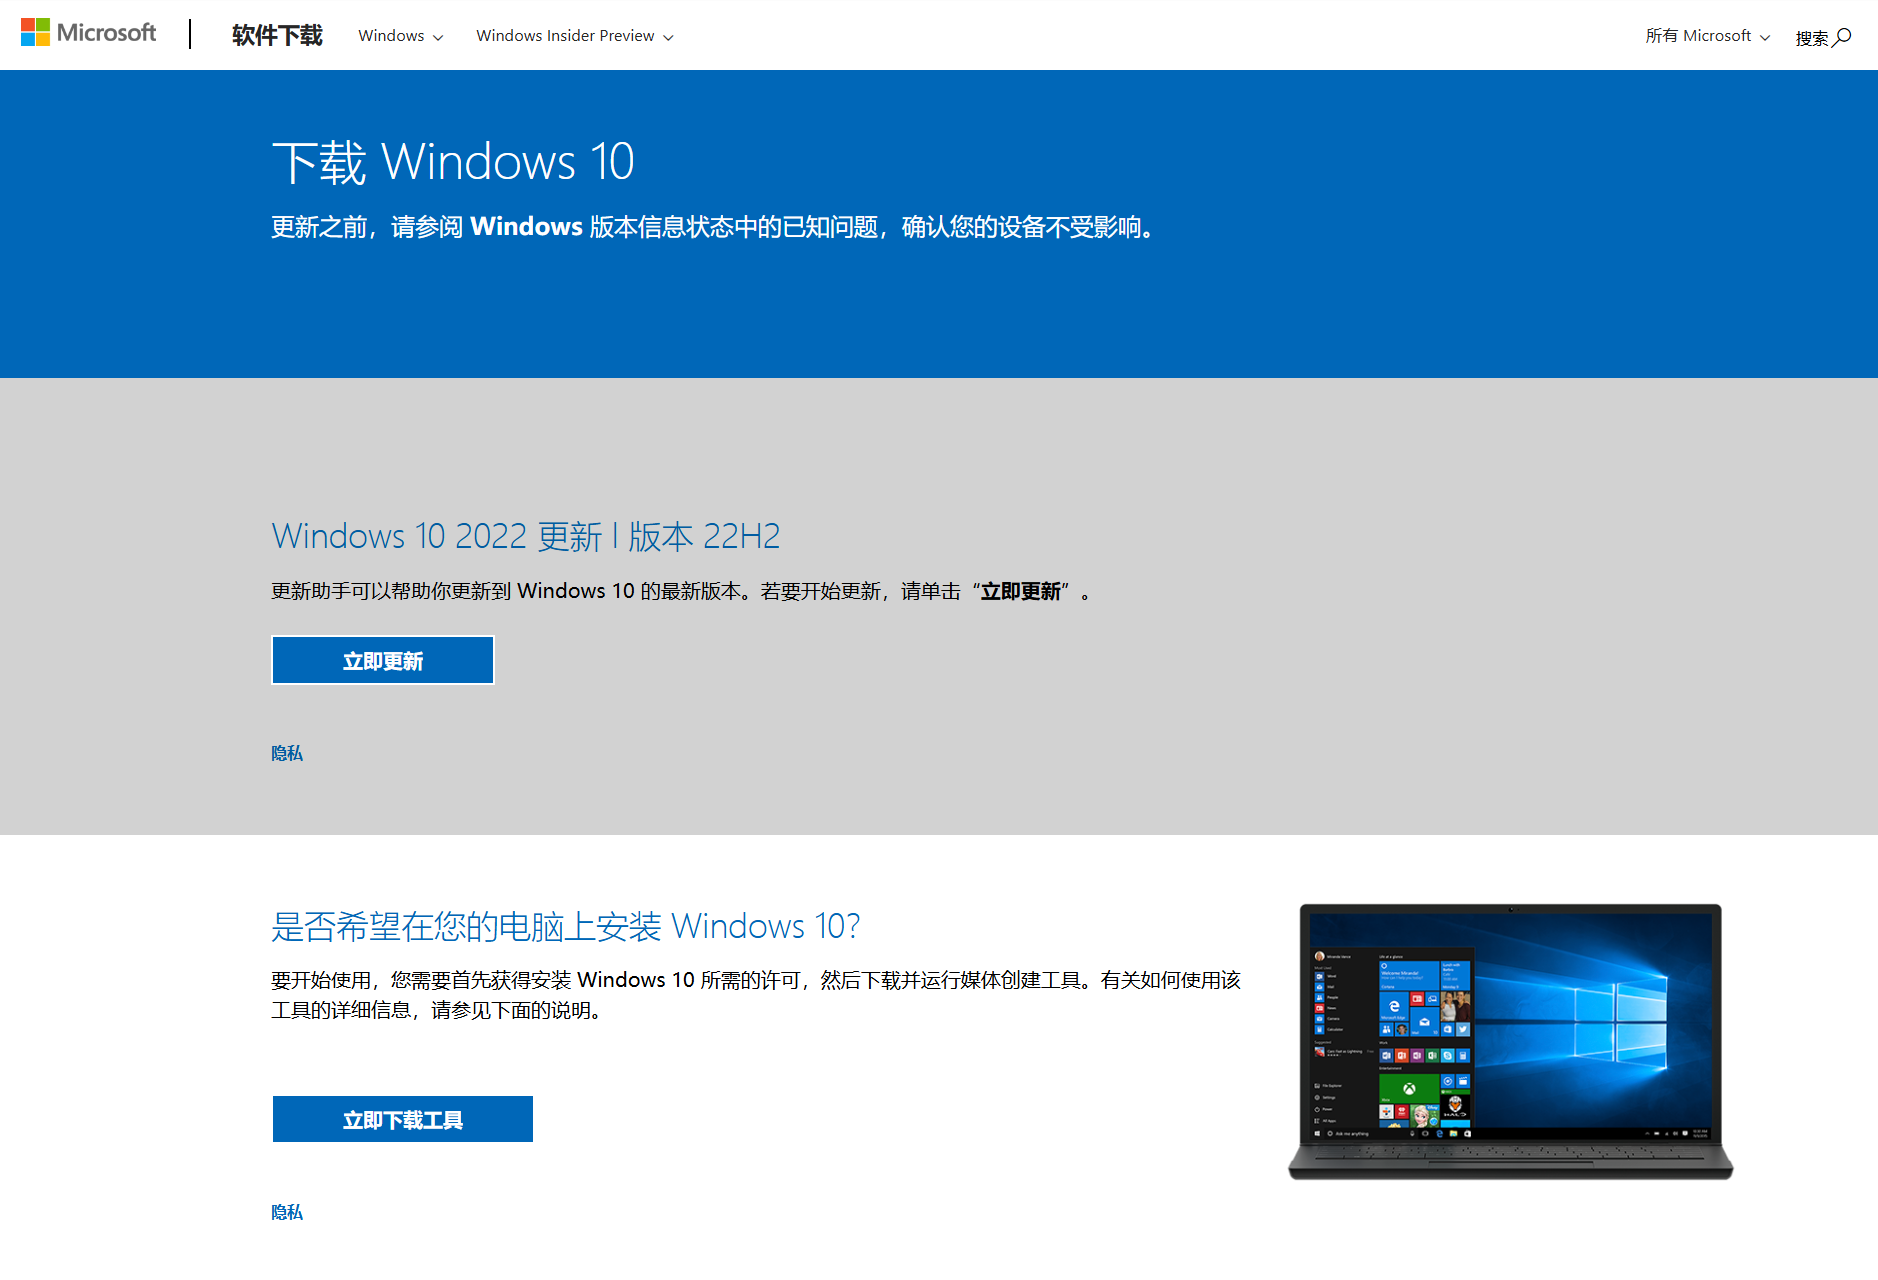 Microsoft
软件下载
Windows
Windows Insider Preview
所有 Microsoft
搜索
下载 Windows 10
更新之前，请参阅 Windows 版本信息状态中的已知问题，确认您的设备不受影响。
Windows 10 2022 更新 l 版本 22H2
更新助手可以帮助你更新到 Windows 10 的最新版本。若要开始更新，请单击“立即更新”。
立即更新
隐私
是否希望在您的电脑上安装 Windows 10?
要开始使用，您需要首先获得安装 Windows 10 所需的许可，然后下载并运行媒体创建工具。有关如何使用该
工具的详细信息，请参见下面的说明。
立即下载工具
隐私